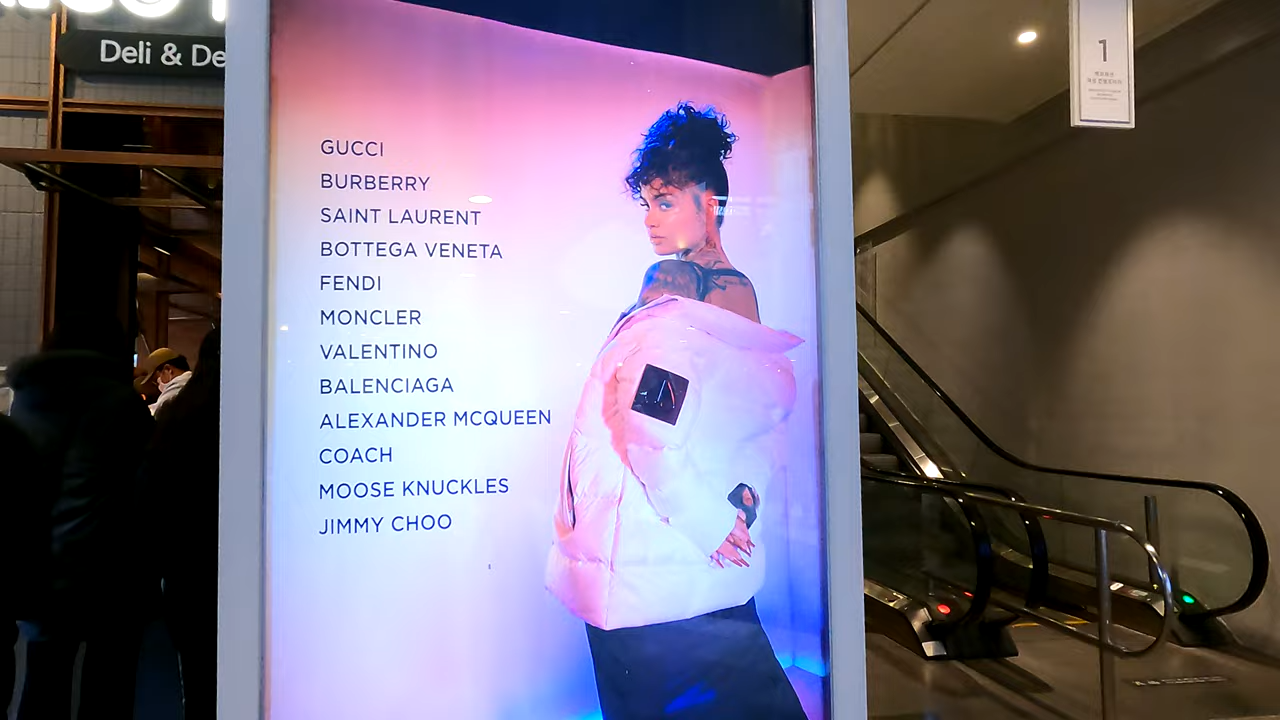 Deli & De
GUCCI
BURBERRY
SAINT LAURENT
BOTTEGA VENETA
FENDI
MONCLER
VALENTINO
BALENCIAGA
ALEXANDER MCQUEEN
COACH
MOOSE KNUCKLES
JIMMY CHOO
1